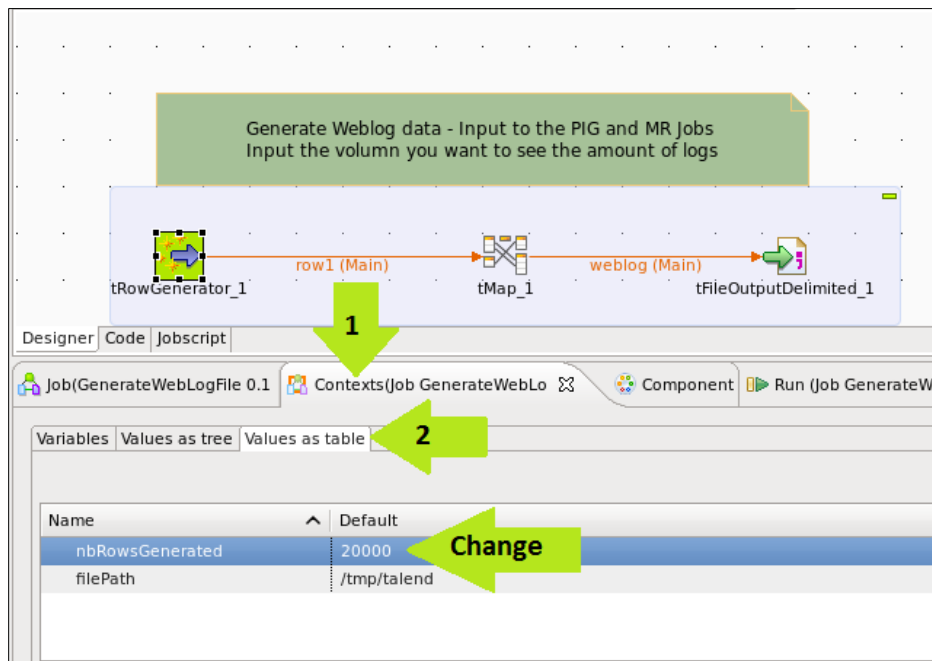 Generate Weblog data - Input to the PIG and MR Jobs
Input the volumn you want to see the amount of logs
row1 (Main)
weblog (Main)
tRowGenerator_1
tMap_1
tFileOutputDelimited_1
1
Designer Code Jobscript
Job(GenerateWebLogFile 0.1
Contexts(Job GenerateWebLo
Component
Run (Job GenerateW
Variables Values as tree Values as table
2
Name Default
nbRowsGenerated 20000
Change
filePath /tmp/talend